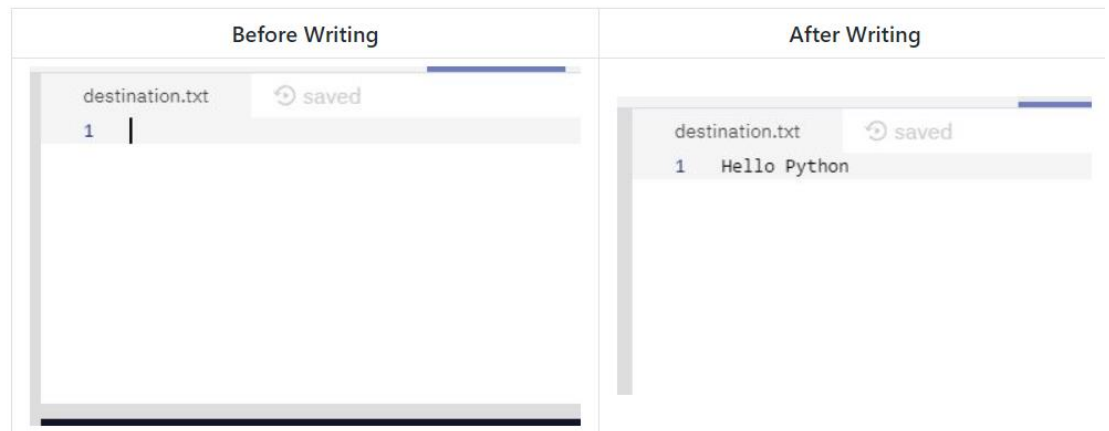 Before Writing
After Writing
destination.txt saved
1
destination.txt saved
1 Hello Python